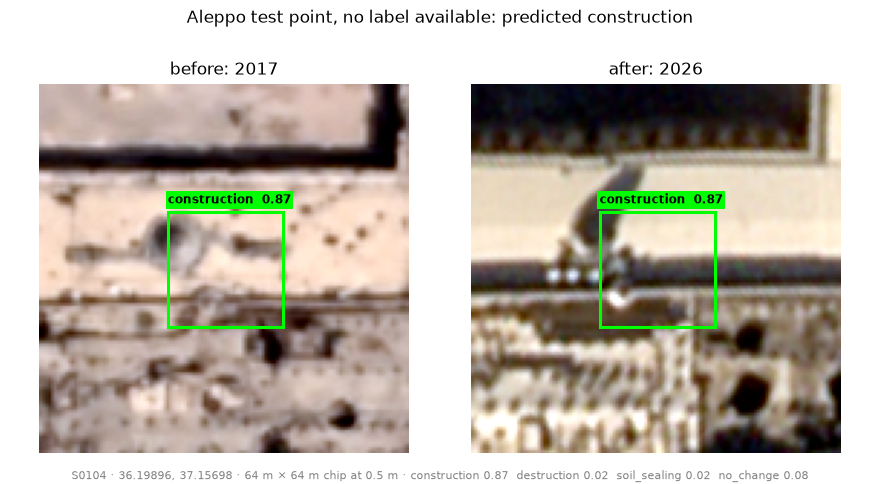 Aleppo test point, no label available: predicted construction
before: 2017
after: 2026
construction 0.87
construction 0.87
S0104 · 36.19896, 37.15698 · 64 m × 64 m chip at 0.5 m · construction 0.87 destruction 0.02 soil_sealing 0.02 no_change 0.08